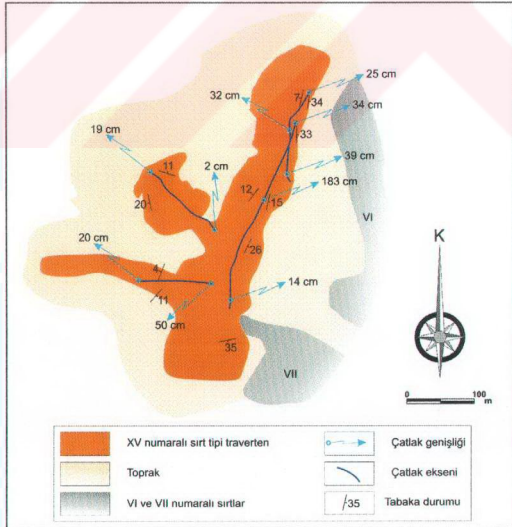 25 cm
7
34
32 cm
34 cm
33
19 cm
11
2 cm
39 cm
12
183 cm
20
15
VI
20 cm
26
K
4
11
14 cm
50 cm
35
VII
0
100
m
XV numaralı sırt tipi traverten
Çatlak genişliği
Toprak
Çatlak ekseni
VI ve VII numaralı sırtlar
35
Tabaka durumu